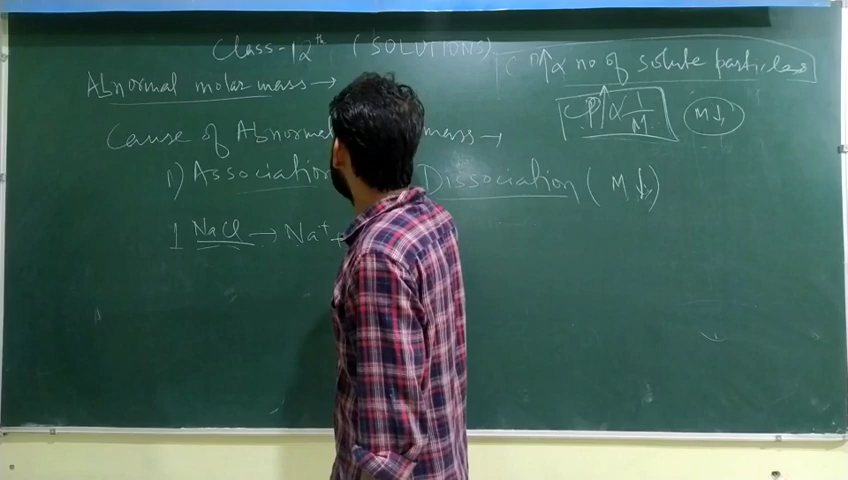 Class-12th (SOLUTIONS)
C P↑ α no of solute particles
Abnormal molar mass →
CP↑ α 1/M
M↓
Cause of Abnormal mass →
1) Association Dissociation (M↓)
1 NaCl → Na+ +